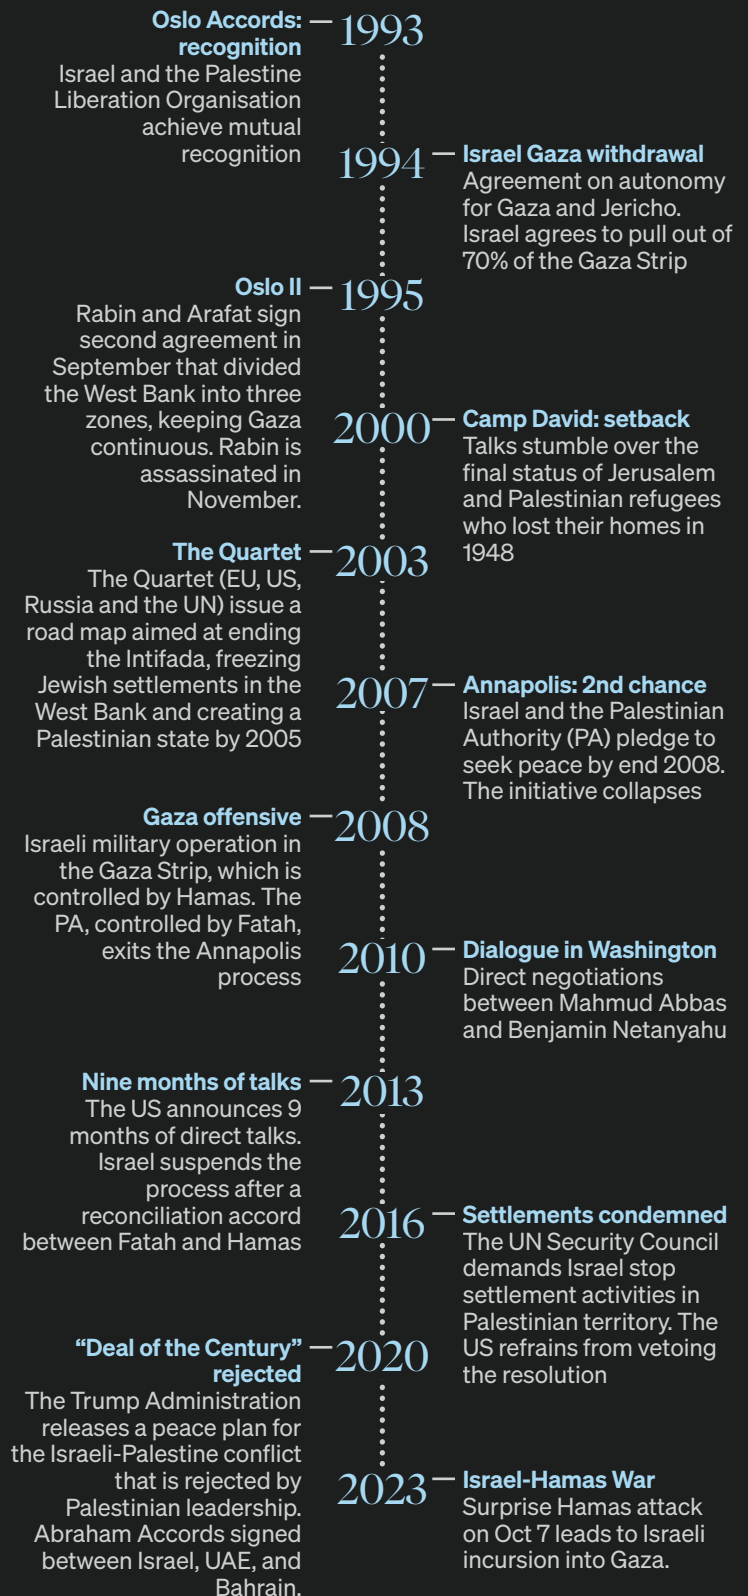 1993
Oslo Accords:
recognition
Israel and the Palestine
Liberation Organisation
achieve mutual
recognition
1994
Israel Gaza withdrawal
Agreement on autonomy
for Gaza and Jericho.
Israel agrees to pull out of
70% of the Gaza Strip
1995
Oslo II
Rabin and Arafat sign
second agreement in
September that divided
the West Bank into three
zones, keeping Gaza
continuous. Rabin is
assassinated in
November.
2000
Camp David: setback
Talks stumble over the
final status of Jerusalem
and Palestinian refugees
who lost their homes in
1948
2003
The Quartet
The Quartet (EU, US,
Russia and the UN) issue a
road map aimed at ending
the Intifada, freezing
Jewish settlements in the
West Bank and creating a
Palestinian state by 2005
2007
Annapolis: 2nd chance
Israel and the Palestinian
Authority (PA) pledge to
seek peace by end 2008.
The initiative collapses
2008
Gaza offensive
Israeli military operation in
the Gaza Strip, which is
controlled by Hamas. The
PA, controlled by Fatah,
exits the Annapolis
process
2010
Dialogue in Washington
Direct negotiations
between Mahmud Abbas
and Benjamin Netanyahu
2013
Nine months of talks
The US announces 9
months of direct talks.
Israel suspends the
process after a
reconciliation accord
between Fatah and Hamas
2016
Settlements condemned
The UN Security Council
demands Israel stop
settlement activities in
Palestinian territory. The
US refrains from vetoing
the resolution
2020
“Deal of the Century”
rejected
The Trump Administration
releases a peace plan for
the Israeli-Palestine conflict
that is rejected by
Palestinian leadership.
Abraham Accords signed
between Israel, UAE, and
Bahrain.
2023
Israel-Hamas War
Surprise Hamas attack
on Oct 7 leads to Israeli
incursion into Gaza.